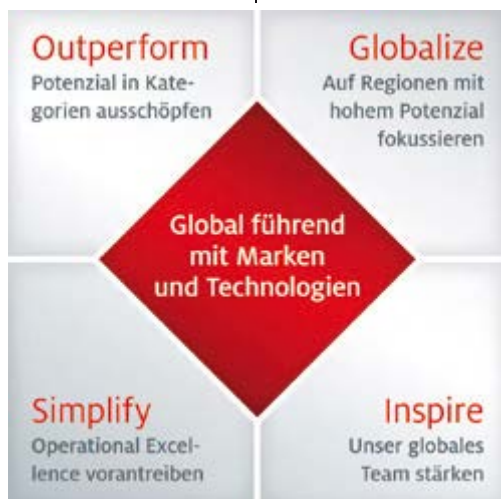 Outperform
Potenzial in Kate-
gorien ausschöpfen
Globalize
Auf Regionen mit
hohem Potenzial
fokussieren
Global führend
mit Marken
und Technologien
Simplify
Operational Excel-
lence vorantreiben
Inspire
Unser globales
Team stärken